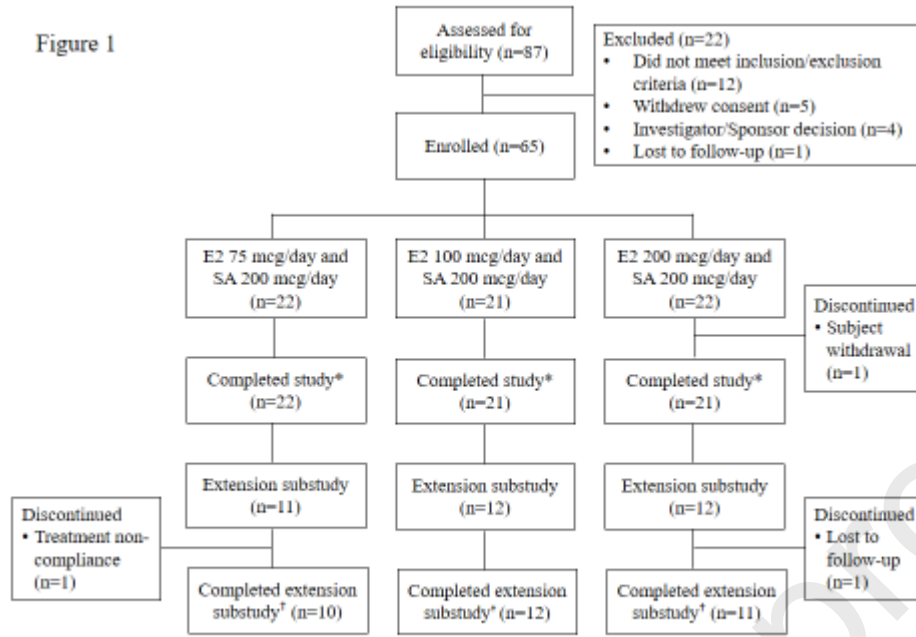 Figure 1
Assessed for
eligibility (n=87)
Excluded (n=22)
• Did not meet inclusion/exclusion
criteria (n=12)
• Withdrew consent (n=5)
• Investigator/Sponsor decision (n=4)
• Lost to follow-up (n=1)
Enrolled (n=65)
E2 75 mcg/day and
SA 200 mcg/day
(n=22)
E2 100 mcg/day and
SA 200 mcg/day
(n=21)
E2 200 mcg/day and
SA 200 mcg/day
(n=22)
Discontinued
• Subject
withdrawal
(n=1)
Completed study*
(n=22)
Completed study*
(n=21)
Completed study*
(n=21)
Extension substudy
(n=11)
Extension substudy
(n=12)
Extension substudy
(n=12)
Discontinued
• Treatment non-
compliance
(n=1)
Discontinued
• Lost to
follow-up
(n=1)
Completed extension
substudy† (n=10)
Completed extension
substudy† (n=12)
Completed extension
substudy† (n=11)